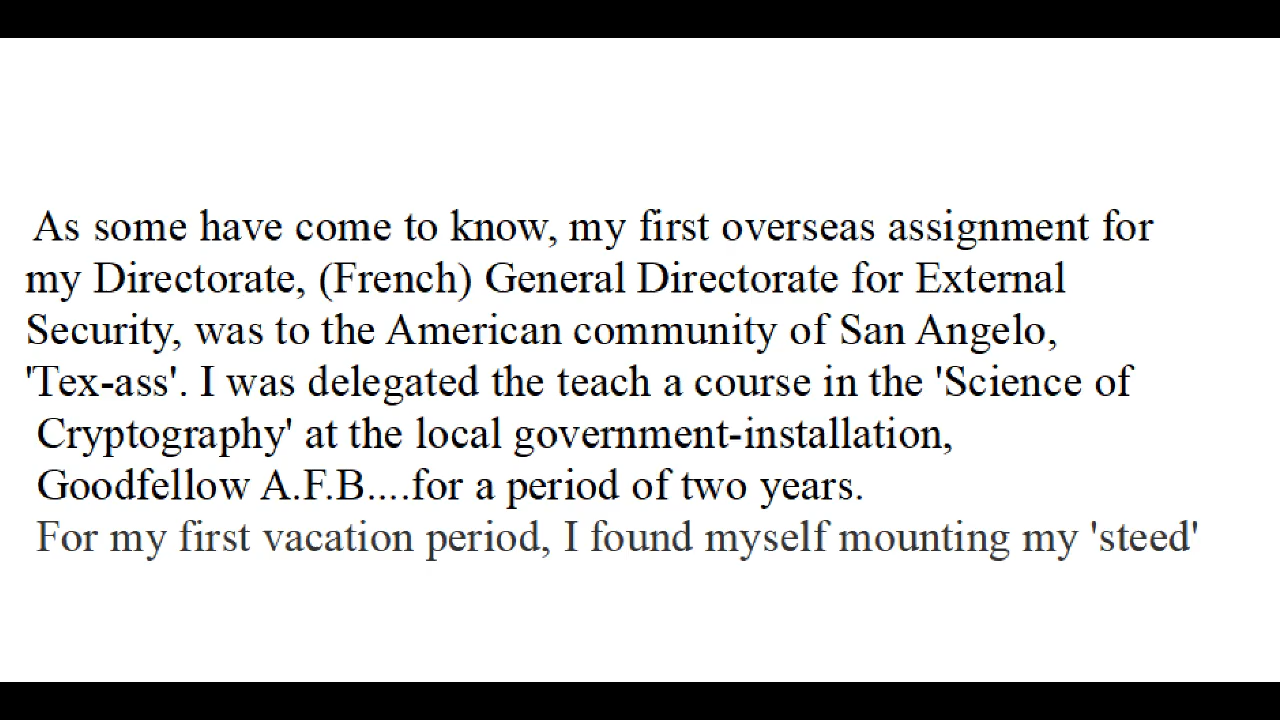 As some have come to know, my first overseas assignment for
my Directorate, (French) General Directorate for External
Security, was to the American community of San Angelo,
'Tex-ass'. I was delegated the teach a course in the 'Science of
Cryptography' at the local government-installation,
Goodfellow A.F.B....for a period of two years.
For my first vacation period, I found myself mounting my 'steed'